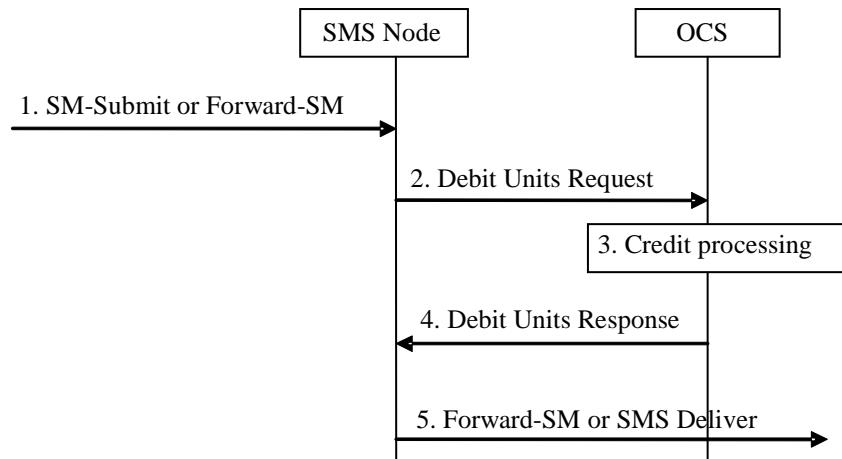 SMS Node
OCS
1. SM-Submit or Forward-SM
2. Debit Units Request
3. Credit processing
4. Debit Units Response
5. Forward-SM or SMS Deliver